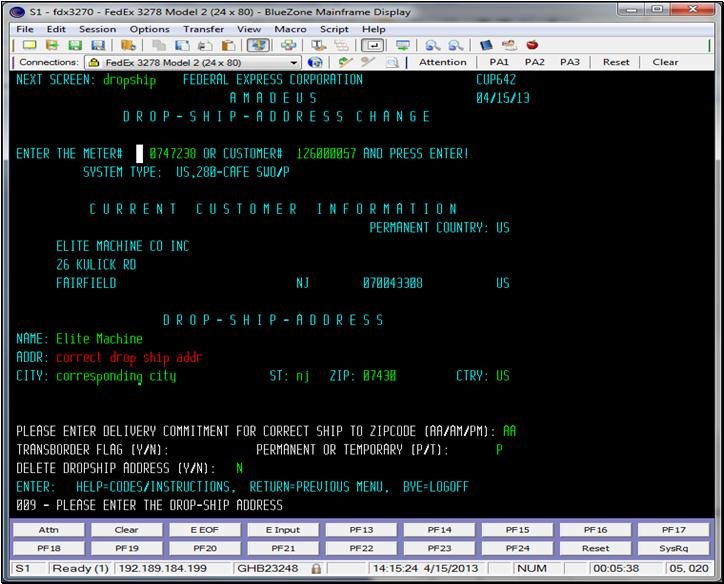 S1 - fdx3270 - FedEx 3278 Model 2 (24 x 80) - BlueZone Mainframe Display
File Edit Session Options Transfer View Macro Script Help
Connections: FedEx 3278 Model 2 (24 x 80) Attention PA1 PA2 PA3 Reset Clear
NEXT SCREEN: dropship FEDERAL EXPRESS CORPORATION CUP642
A M A D E U S 04/15/13
D R O P - S H I P - A D D R E S S C H A N G E
ENTER THE METER# 0747238 OR CUSTOMER# 126000057 AND PRESS ENTER!
SYSTEM TYPE: US,280-CAFE SWO/P
C U R R E N T C U S T O M E R I N F O R M A T I O N
PERMANENT COUNTRY: US
ELITE MACHINE CO INC
26 KULICK RD
FAIRFIELD NJ 070043308 US
D R O P - S H I P - A D D R E S S
NAME: Elite Machine
ADDR: correct drop ship addr
CITY: corresponding city ST: nj ZIP: 07430 CTRY: US
PLEASE ENTER DELIVERY COMMITMENT FOR CORRECT SHIP TO ZIPCODE (AA/AM/PM): AA
TRANSBORDER FLAG (Y/N): PERMANENT OR TEMPORARY (P/T): P
DELETE DROPSHIP ADDRESS (Y/N): N
ENTER: HELP=CODES/INSTRUCTIONS, RETURN=PREVIOUS MENU, BYE=LOGOFF
009 - PLEASE ENTER THE DROP-SHIP ADDRESS
Attn Clear E EOF E Input PF13 PF14 PF15 PF16 PF17
PF18 PF19 PF20 PF21 PF22 PF23 PF24 Reset SysRq
S1 Ready (1) 192.189.184.199 GHB23248 14:15:24 4/15/2013 NUM 00:05:38 05, 020